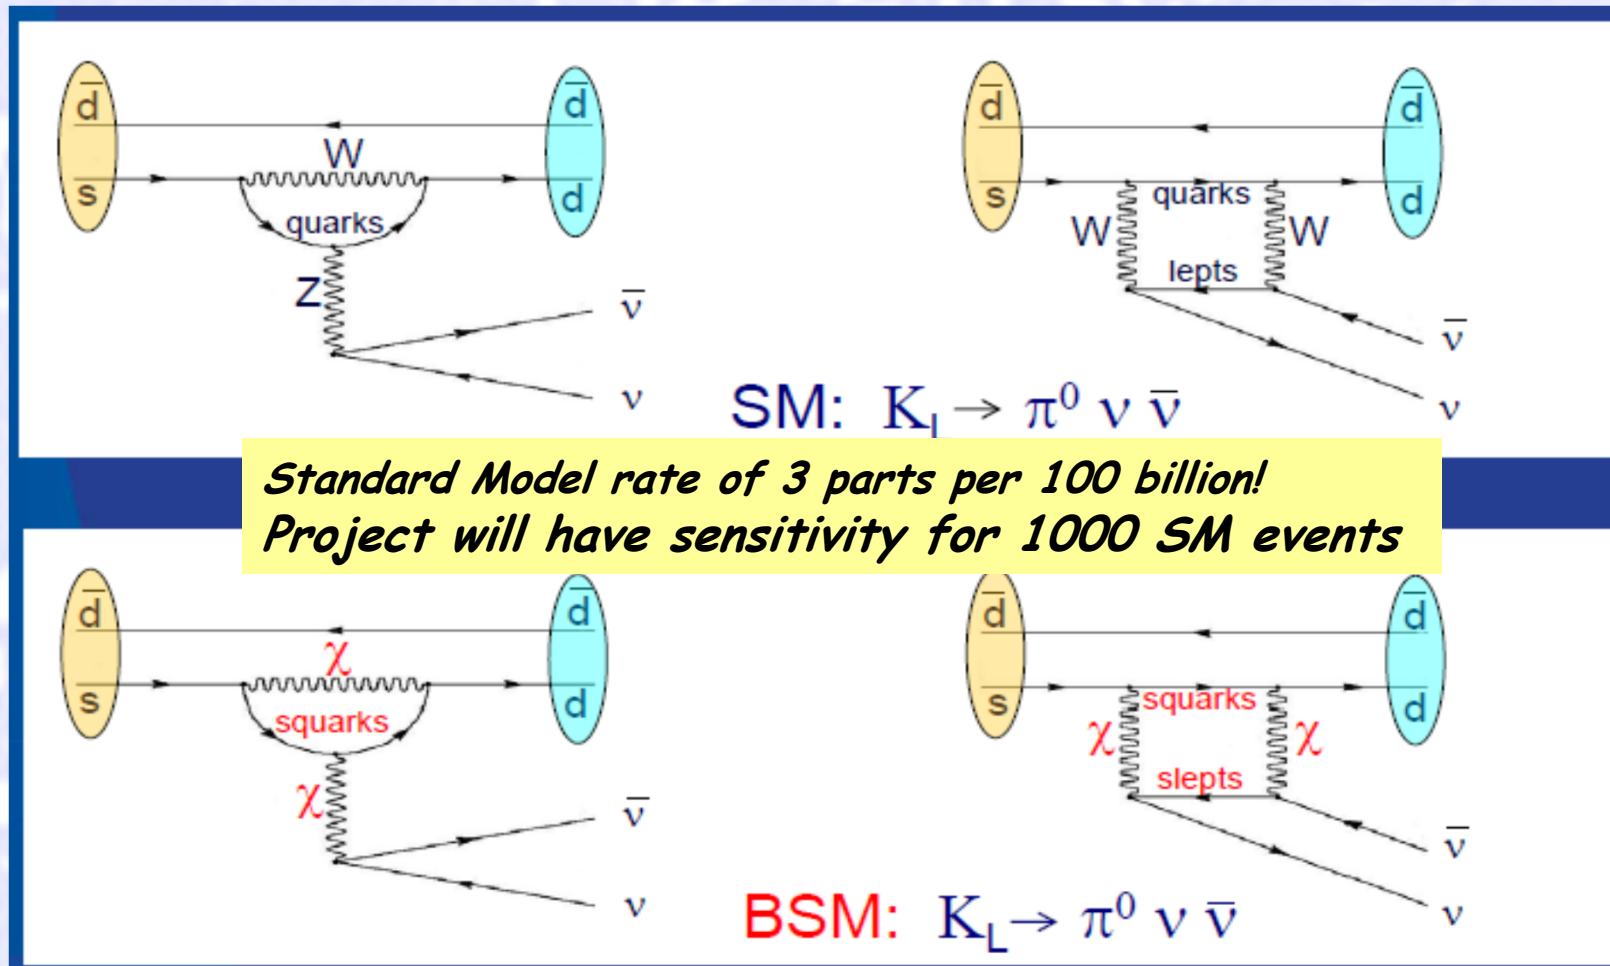 d̅ d̅
W
s quarks d
Z
ν̅
ν
d̅ d̅
s quarks d
W W
lepts
ν̅
ν
SM: K_L → π⁰ ν ν̅
Standard Model rate of 3 parts per 100 billion!
Project will have sensitivity for 1000 SM events
d̅ d̅
χ
s squarks d
χ
ν̅
ν
d̅ d̅
s squarks d
χ χ
slepts
ν̅
ν
BSM: K_L → π⁰ ν ν̅